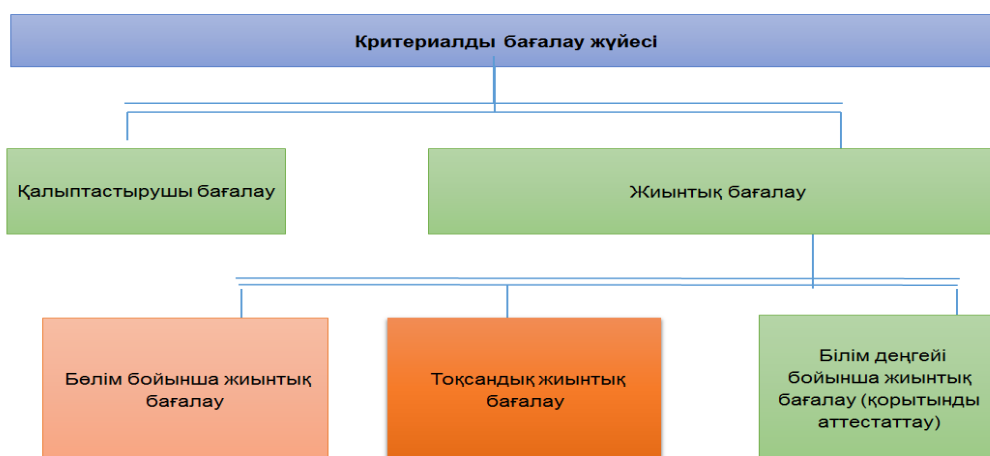 Критериалды бағалау жүйесі
Қалыптастырушы бағалау
Жиынтық бағалау
Бөлім бойынша жиынтық
бағалау
Тоқсандық жиынтық
бағалау
Білім деңгейі
бойынша жиынтық
бағалау (қорытынды
аттестаттау)